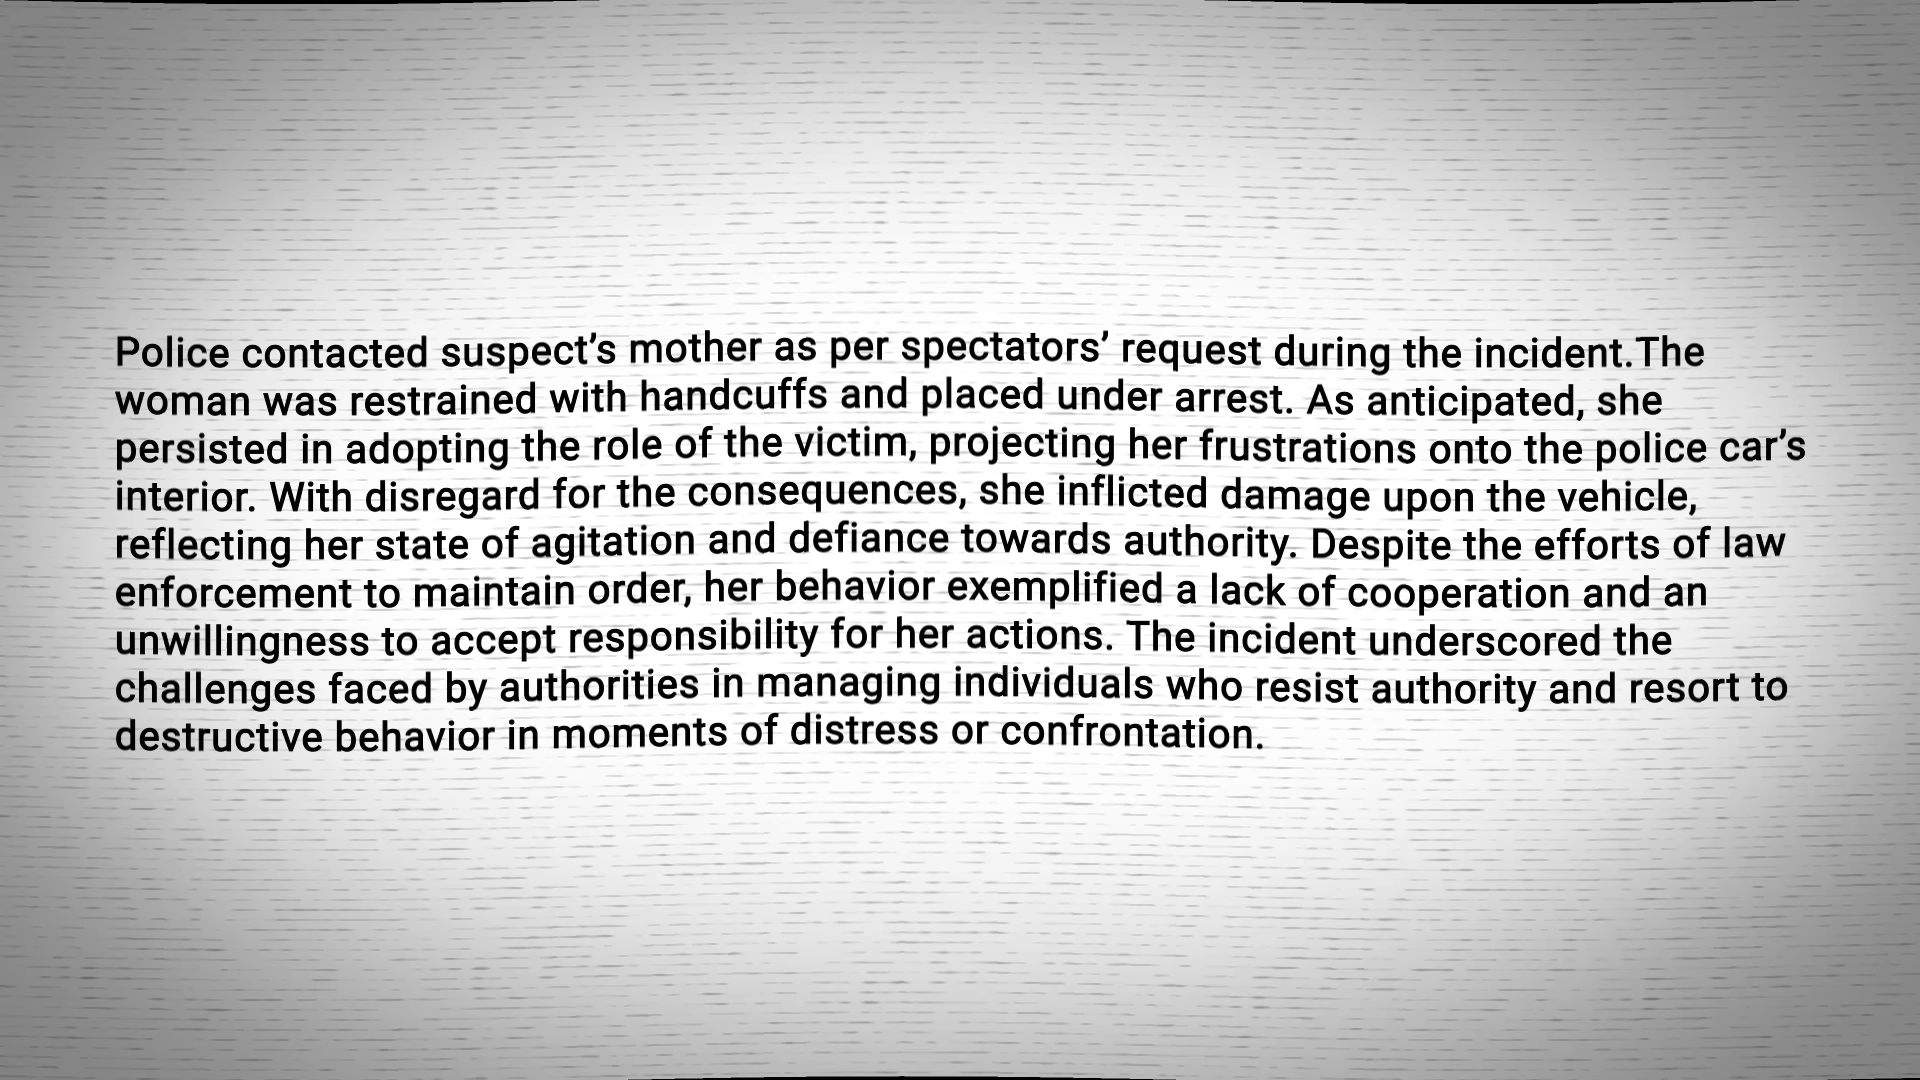 Police contacted suspect’s mother as per spectators’ request during the incident.The
woman was restrained with handcuffs and placed under arrest. As anticipated, she
persisted in adopting the role of the victim, projecting her frustrations onto the police car’s
interior. With disregard for the consequences, she inflicted damage upon the vehicle,
reflecting her state of agitation and defiance towards authority. Despite the efforts of law
enforcement to maintain order, her behavior exemplified a lack of cooperation and an
unwillingness to accept responsibility for her actions. The incident underscored the
challenges faced by authorities in managing individuals who resist authority and resort to
destructive behavior in moments of distress or confrontation.